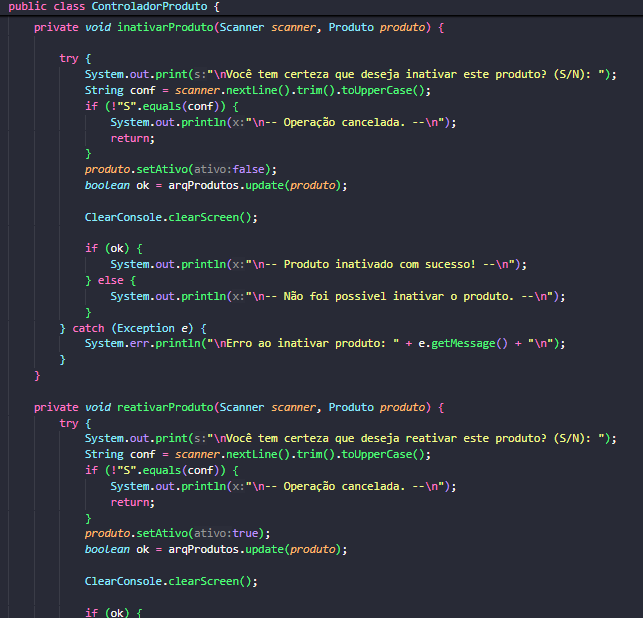 public class ControladorProduto {
private void inativarProduto(Scanner scanner, Produto produto) {
try {
System.out.print(s:"\nVocê tem certeza que deseja inativar este produto? (S/N): ");
String conf = scanner.nextLine().trim().toUpperCase();
if (!"S".equals(conf)) {
System.out.println(x:"\n-- Operação cancelada. --\n");
return;
}
produto.setAtivo(ativo:false);
boolean ok = arqProdutos.update(produto);
ClearConsole.clearScreen();
if (ok) {
System.out.println(x:"\n-- Produto inativado com sucesso! --\n");
} else {
System.out.println(x:"\n-- Não foi possivel inativar o produto. --\n");
}
} catch (Exception e) {
System.err.println("\nErro ao inativar produto: " + e.getMessage() + "\n");
}
}
private void reativarProduto(Scanner scanner, Produto produto) {
try {
System.out.print(s:"\nVocê tem certeza que deseja reativar este produto? (S/N): ");
String conf = scanner.nextLine().trim().toUpperCase();
if (!"S".equals(conf)) {
System.out.println(x:"\n-- Operação cancelada. --\n");
return;
}
produto.setAtivo(ativo:true);
boolean ok = arqProdutos.update(produto);
ClearConsole.clearScreen();
if (ok) {